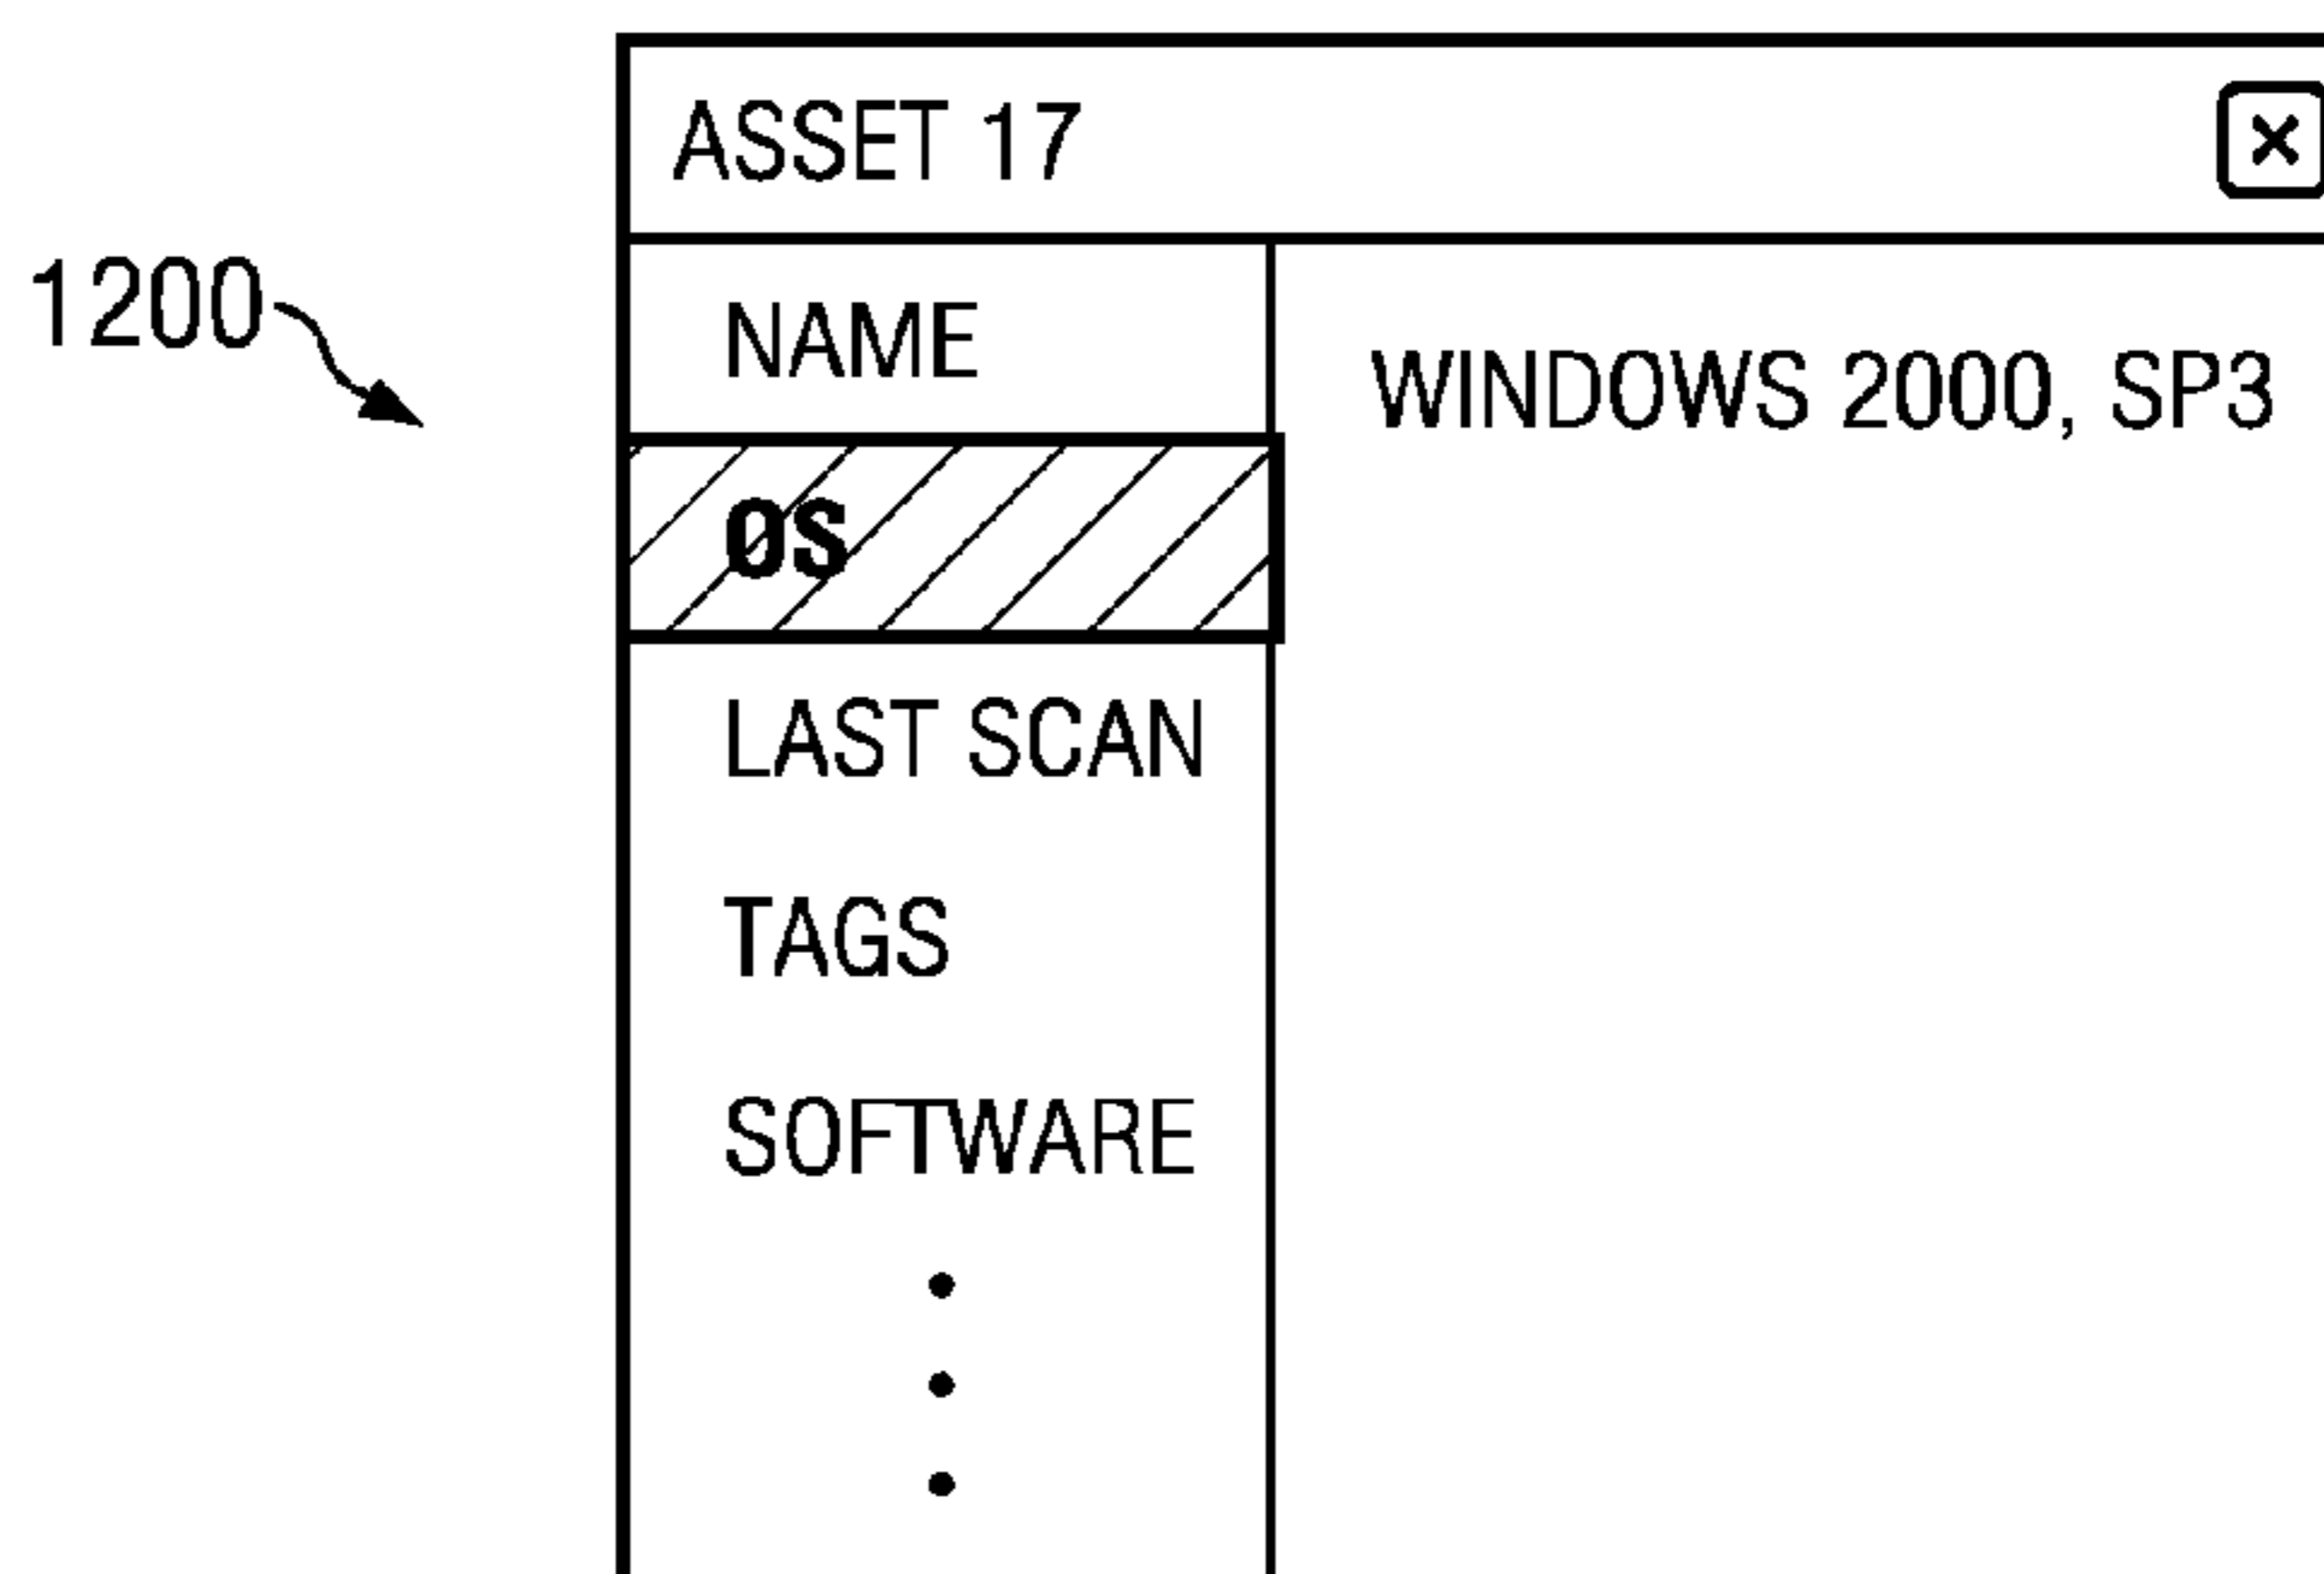 ASSET 17
1200
NAME
WINDOWS 2000, SP3
OS
LAST SCAN
TAGS
SOFTWARE